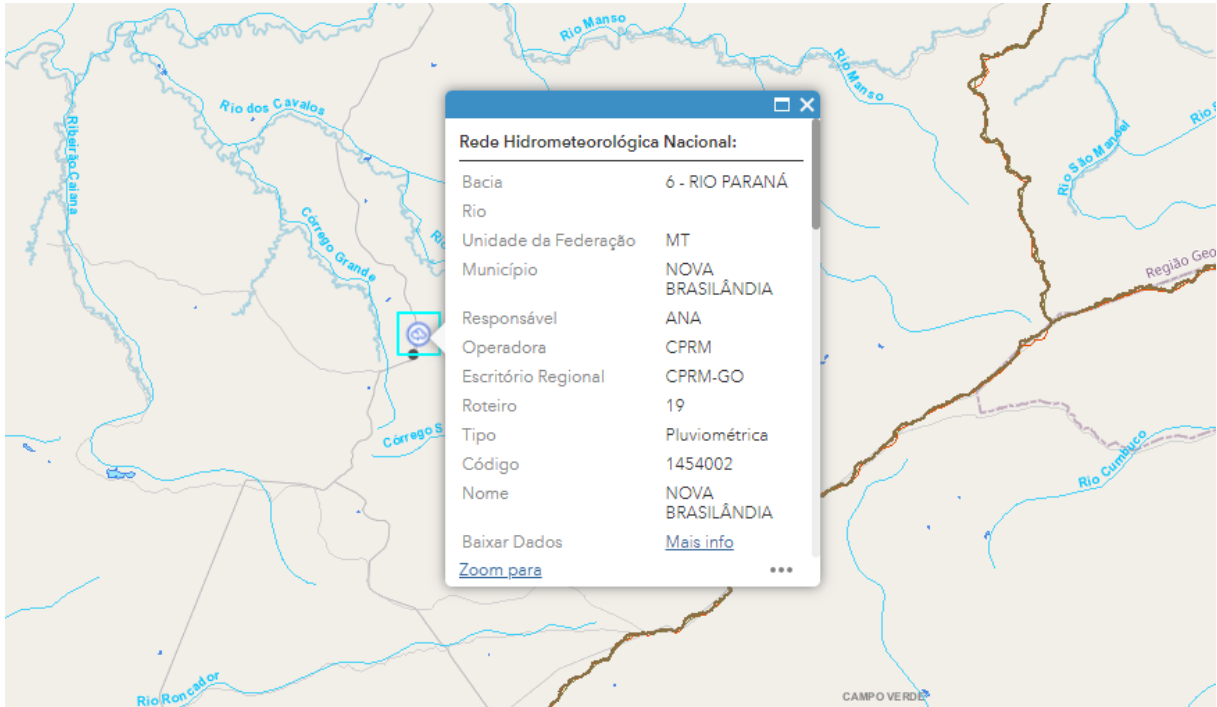 Rio Manso
Rio Manso
Rio dos Cavalos
Ribeirão Caiana
Córrego Grande
Rio São Manoel
Região Geo
Córrego S
Rio Cumbuco
Rio Roncador
CAMPO VERDE
Rede Hidrometeorológica Nacional:
Bacia 6 - RIO PARANÁ
Rio
Unidade da Federação MT
Município NOVA
BRASILÂNDIA
Responsável ANA
Operadora CPRM
Escritório Regional CPRM-GO
Roteiro 19
Tipo Pluviométrica
Código 1454002
Nome NOVA
BRASILÂNDIA
Baixar Dados Mais info
Zoom para